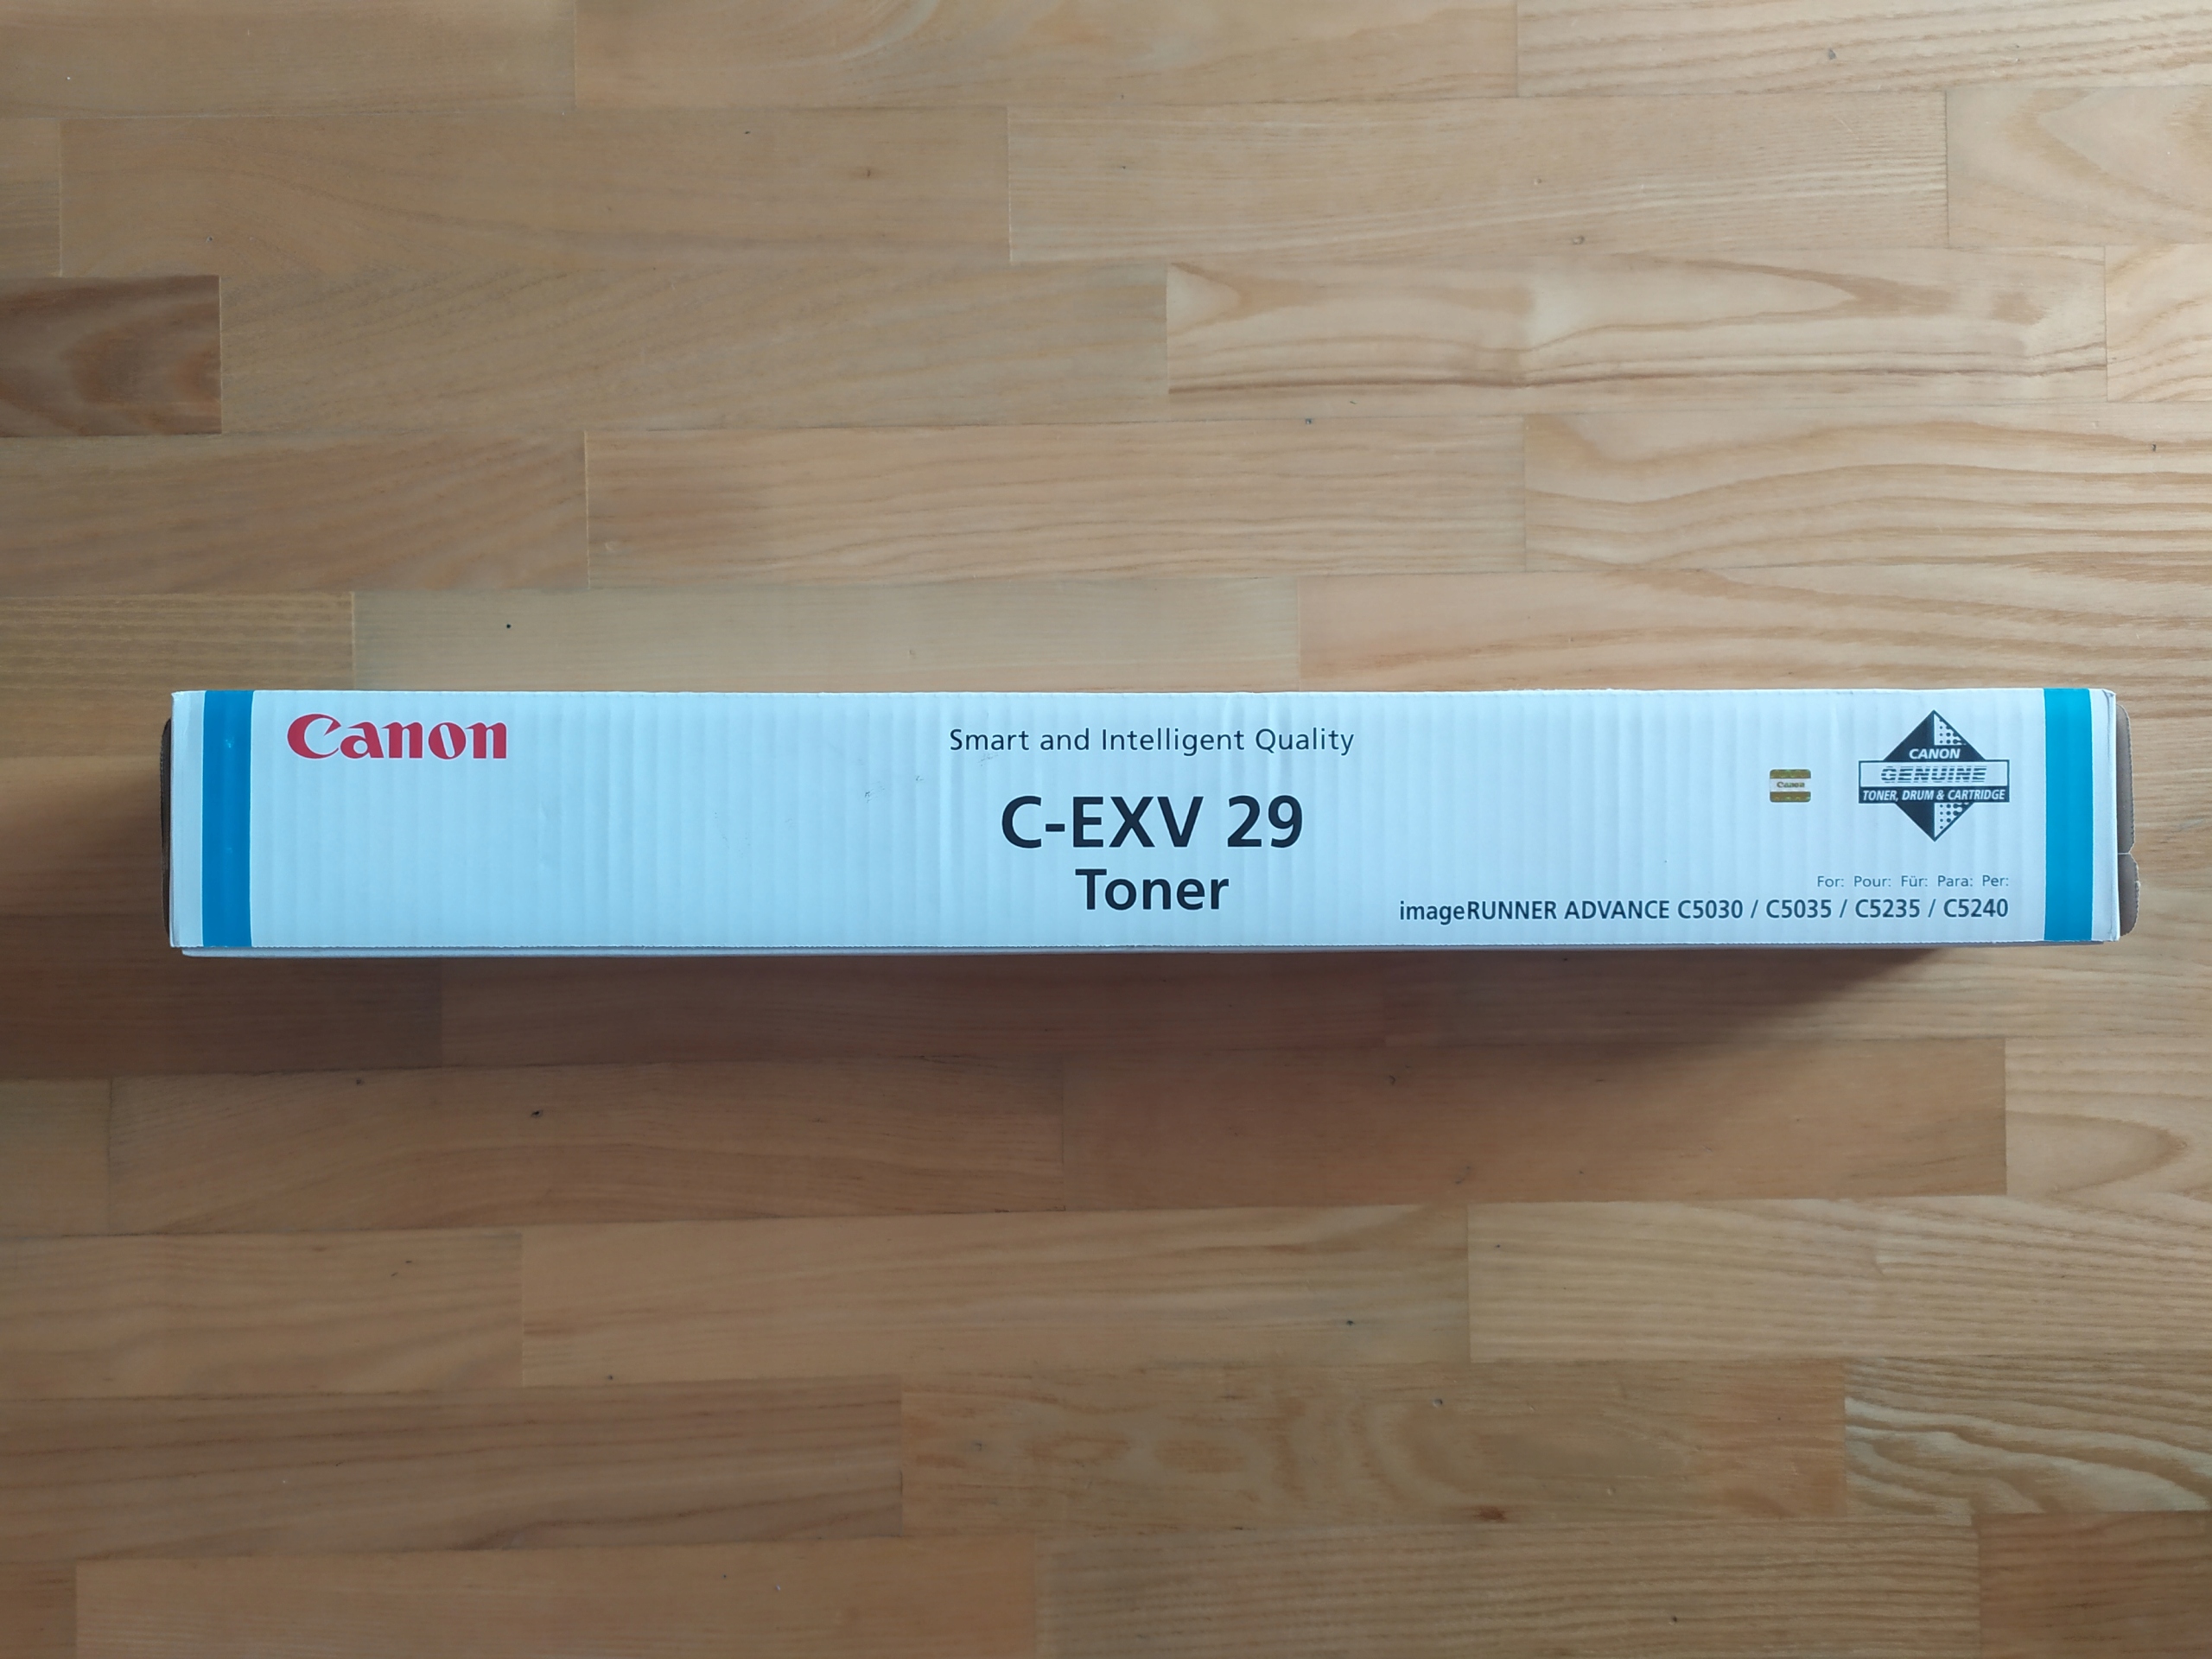 Canon
Smart and Intelligent Quality
C-EXV 29
Toner
Canon
CANON
GENUINE
TONER, DRUM & CARTRIDGE
For: Pour: Für: Para: Per:
imageRUNNER ADVANCE C5030 / C5035 / C5235 / C5240